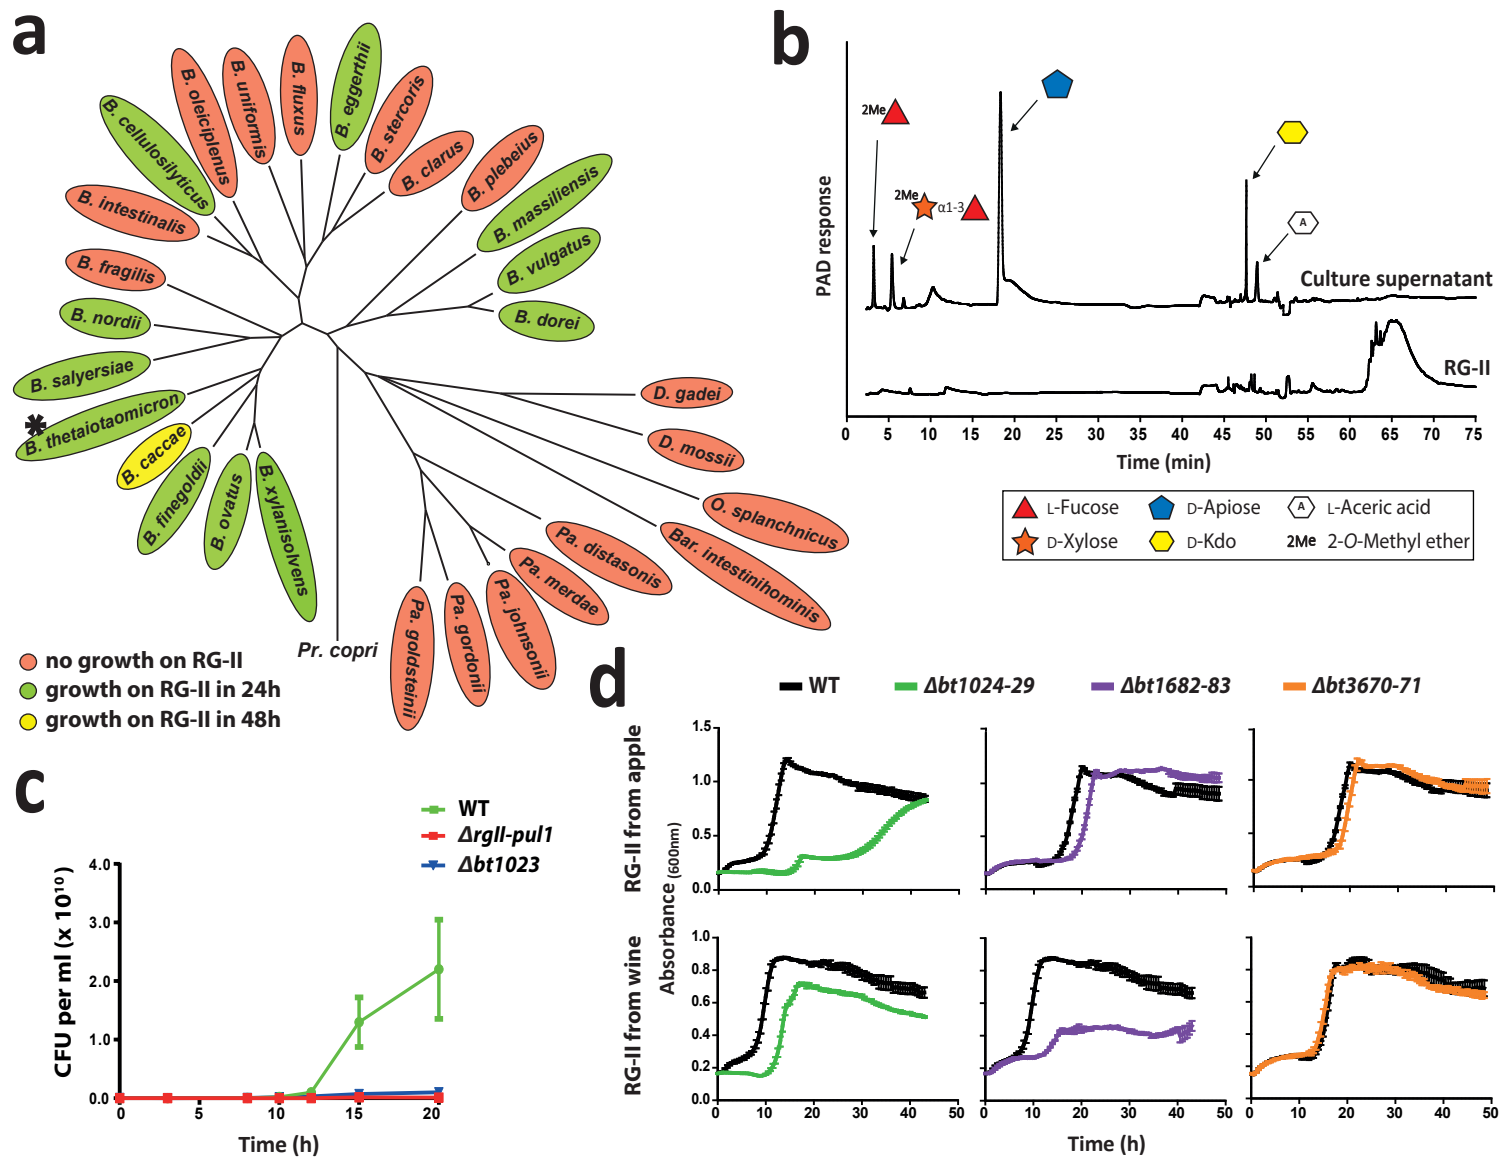 a
B. cellulosilyticus
B. oleiciplenus
B. uniformis
B. fluxus
B. eggerthii
B. stercoris
B. clarus
B. plebeius
B. massiliensis
B. vulgatus
B. dorei
B. intestinalis
B. fragilis
B. nordii
B. salyersiae
*
B. thetaiotaomicron
B. caccae
B. finegoldii
B. ovatus
B. xylanisolvens
Pr. copri
Pa. goldsteinii
Pa. gordonii
Pa. johnsonii
Pa. merdae
Pa. distasonis
Bar. intestinihominis
O. splanchnicus
D. mossii
D. gadei
no growth on RG-II
growth on RG-II in 24h
growth on RG-II in 48h
b
PAD response
2Me
2Me
α1-3
A
Culture supernatant
RG-II
0 5 10 15 20 25 30 35 40 45 50 55 60 65 70 75
Time (min)
L-Fucose D-Apiose A L-Aceric acid
D-Xylose D-Kdo 2Me 2-O-Methyl ether
c
WT
ΔrgII-pul1
Δbt1023
CFU per ml (x 10¹⁰)
4.0
3.0
2.0
1.0
0.0
0 5 10 15 20
Time (h)
d
WT Δbt1024-29 Δbt1682-83 Δbt3670-71
RG-II from apple
1.5
1.0
0.5
0.0
Absorbance (600nm)
RG-II from wine
1.0
0.8
0.6
0.4
0.2
0.0
0 10 20 30 40 50
0 10 20 30 40 50
0 10 20 30 40 50
Time (h)